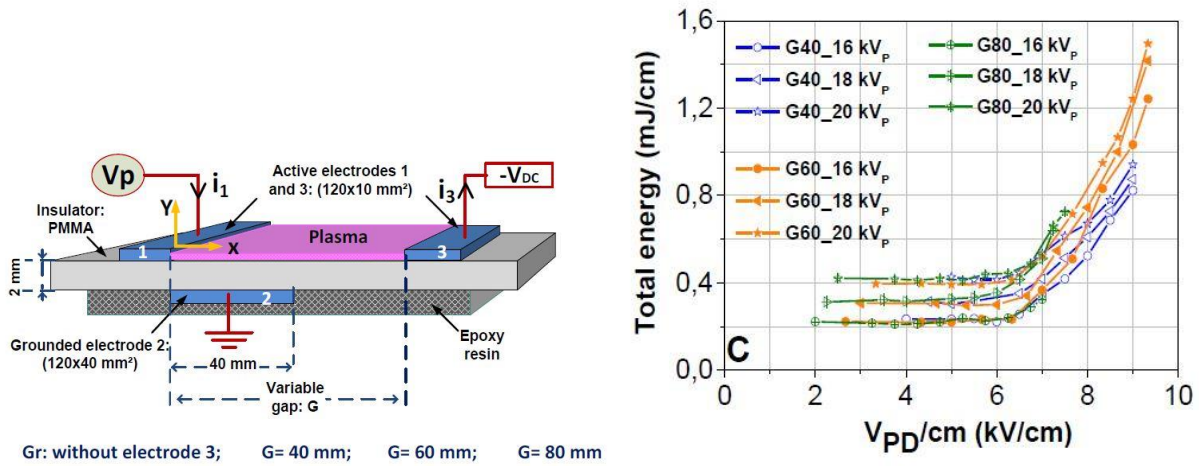 Vp
i1
Active electrodes 1
and 3: (120x10 mm²)
i3
-VDC
Insulator:
PMMA
Y
X
Plasma
1
3
2 mm
2
Grounded electrode 2:
(120x40 mm²)
Epoxy
resin
40 mm
Variable
gap: G
Gr: without electrode 3; G= 40 mm; G= 60 mm; G= 80 mm
Total energy (mJ/cm)
1,6
1,2
0,8
0,4
0,0
G40_16 kVP
G40_18 kVP
G40_20 kVP
G60_16 kVP
G60_18 kVP
G60_20 kVP
G80_16 kVP
G80_18 kVP
G80_20 kVP
C
0 2 4 6 8 10
VPD/cm (kV/cm)